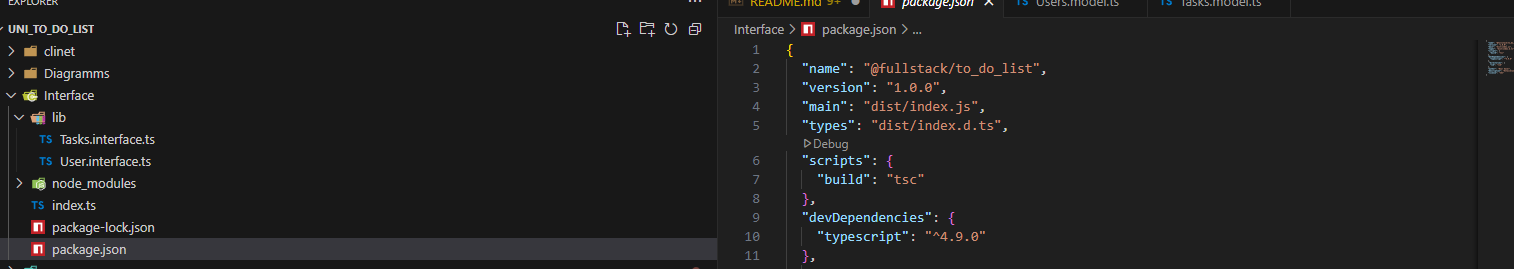 EXPLORER
UNI_TO_DO_LIST
clinet
Diagramms
Interface
lib
TS Tasks.interface.ts
TS User.interface.ts
node_modules
TS index.ts
package-lock.json
package.json
README.md 9+
package.json
TS Users.model.ts
TS Tasks.model.ts
Interface > package.json > ...
1 {
2 "name": "@fullstack/to_do_list",
3 "version": "1.0.0",
4 "main": "dist/index.js",
5 "types": "dist/index.d.ts",
Debug
6 "scripts": {
7 "build": "tsc"
8 },
9 "devDependencies": {
10 "typescript": "^4.9.0"
11 },